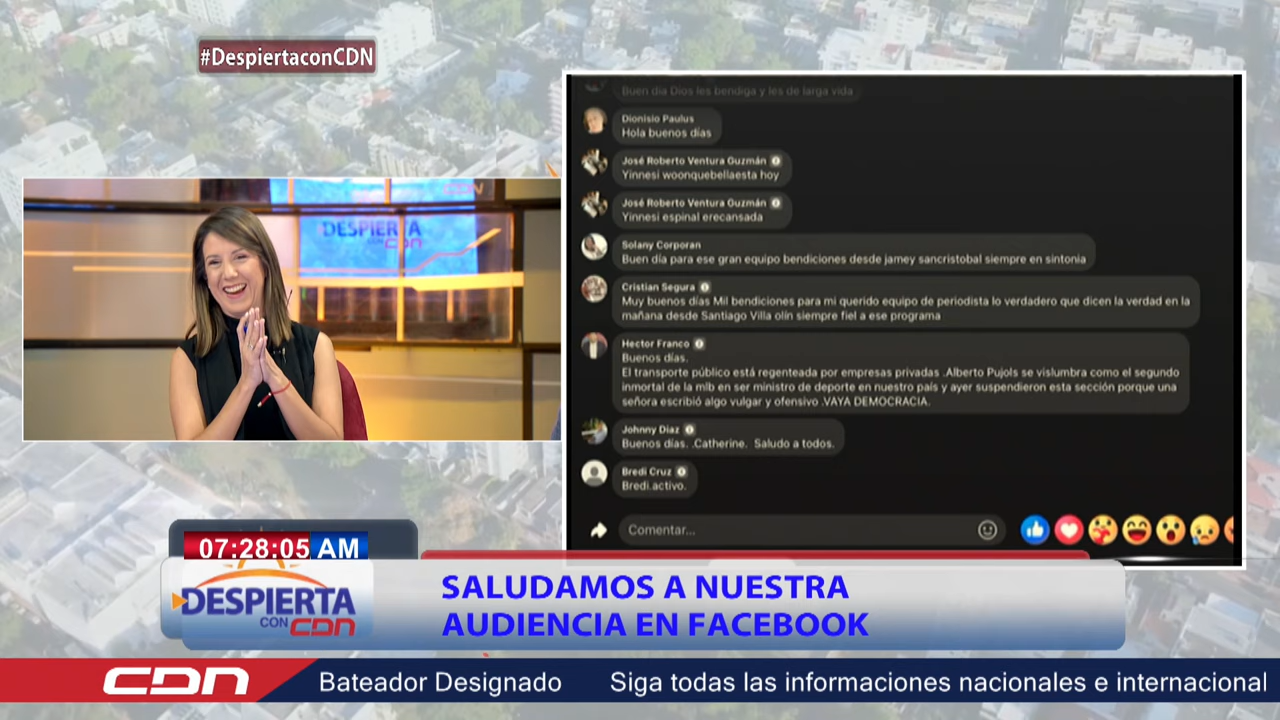 #DespiertaconCDN
CDN
DESPIERTA
CON CDN
Buen día Dios les bendiga y les de larga vida
Dionisio Paulus
Hola buenos días
José Roberto Ventura Guzmán
Yinnesi woonquebellaesta hoy
José Roberto Ventura Guzmán
Yinnesi espinal erecansada
Solany Corporan
Buen día para ese gran equipo bendiciones desde jamey sancristobal siempre en sintonia
Cristian Segura
Muy buenos días Mil bendiciones para mi querido equipo de periodista lo verdadero que dicen la verdad en la
mañana desde Santiago Villa olín siempre fiel a ese programa
Hector Franco
Buenos días.
El transporte público está regenteada por empresas privadas .Alberto Pujols se vislumbra como el segundo
inmortal de la mlb en ser ministro de deporte en nuestro país y ayer suspendieron esta sección porque una
señora escribió algo vulgar y ofensivo .VAYA DEMOCRACIA.
Johnny Diaz
Buenos días. .Catherine. Saludo a todos.
Bredi Cruz
Bredi.activo.
Comentar...
07:28:05 AM
DESPIERTA
CON CDN
SALUDAMOS A NUESTRA
AUDIENCIA EN FACEBOOK
CDN
Bateador Designado Siga todas las informaciones nacionales e internacional